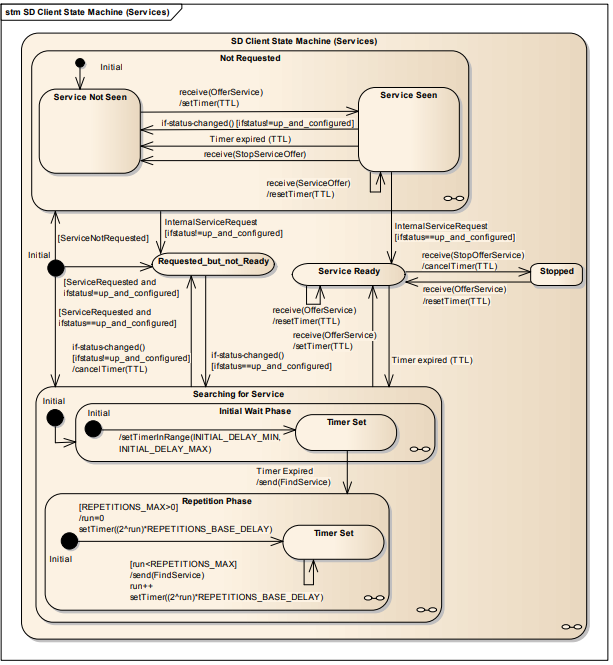 stm SD Client State Machine (Services)
SD Client State Machine (Services)
Not Requested
Initial
Service Not Seen
receive(OfferService)
/setTimer(TTL)
Service Seen
if-status-changed() [ifstatus!=up_and_configured]
Timer expired (TTL)
receive(StopServiceOffer)
receive(ServiceOffer)
/resetTimer(TTL)
[ServiceNotRequested]
InternalServiceRequest
[ifstatus!=up_and_configured]
InternalServiceRequest
[ifstatus==up_and_configured]
Initial
Requested_but_not_Ready
Service Ready
receive(StopOfferService)
/cancelTimer(TTL)
Stopped
receive(OfferService)
/resetTimer(TTL)
[ServiceRequested and
ifstatus!=up_and_configured]
[ServiceRequested and
ifstatus==up_and_configured]
receive(OfferService)
/resetTimer(TTL)
receive(OfferService)
/setTimer(TTL)
if-status-changed()
[ifstatus!=up_and_configured]
/cancelTimer(TTL)
if-status-changed()
[ifstatus==up_and_configured]
Timer expired (TTL)
Searching for Service
Initial
Initial Wait Phase
Initial
Timer Set
/setTimerInRange(INITIAL_DELAY_MIN,
INITIAL_DELAY_MAX)
Timer Expired
/send(FindService)
Repetition Phase
[REPETITIONS_MAX>0]
/run=0
setTimer((2^run)*REPETITIONS_BASE_DELAY)
Timer Set
Initial
[run<REPETITIONS_MAX]
/send(FindService)
run++
setTimer((2^run)*REPETITIONS_BASE_DELAY)